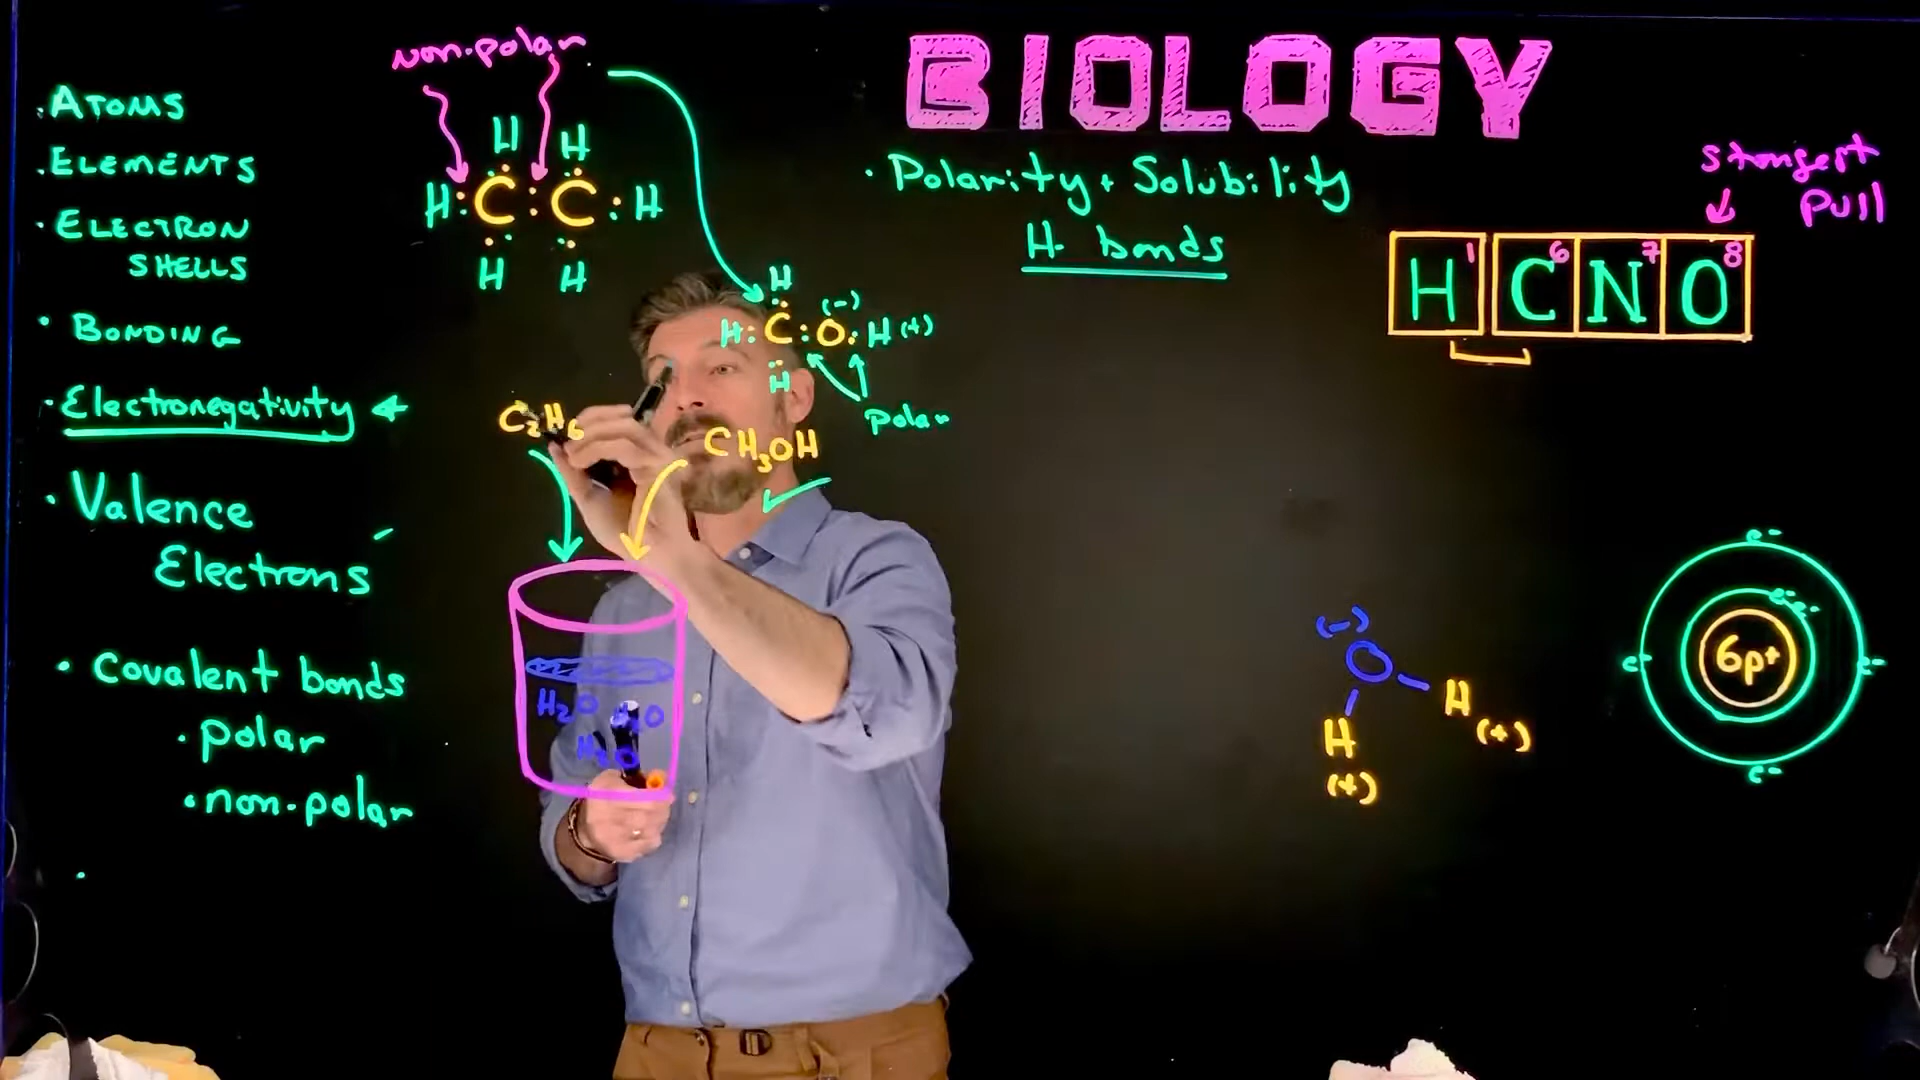 BIOLOGY
· Polarity + Solubility
H bonds
· ATOMS
· ELEMENTS
· ELECTRON
SHELLS
· BONDING
· Electronegativity
· Valence
Electrons
· Covalent bonds
· polar
· non-polar
non-polar
H H
H:C:C:H
H H
H
H:C:O:H (+)
(-)
H
polar
C2H6
CH3OH
H2O H2O
H2O
strongest
pull
H 1 C 6 N 7 O 8
(-)
O
H
(+)
H
(+)
e-
e- e-
e- 6p+ e-
e-